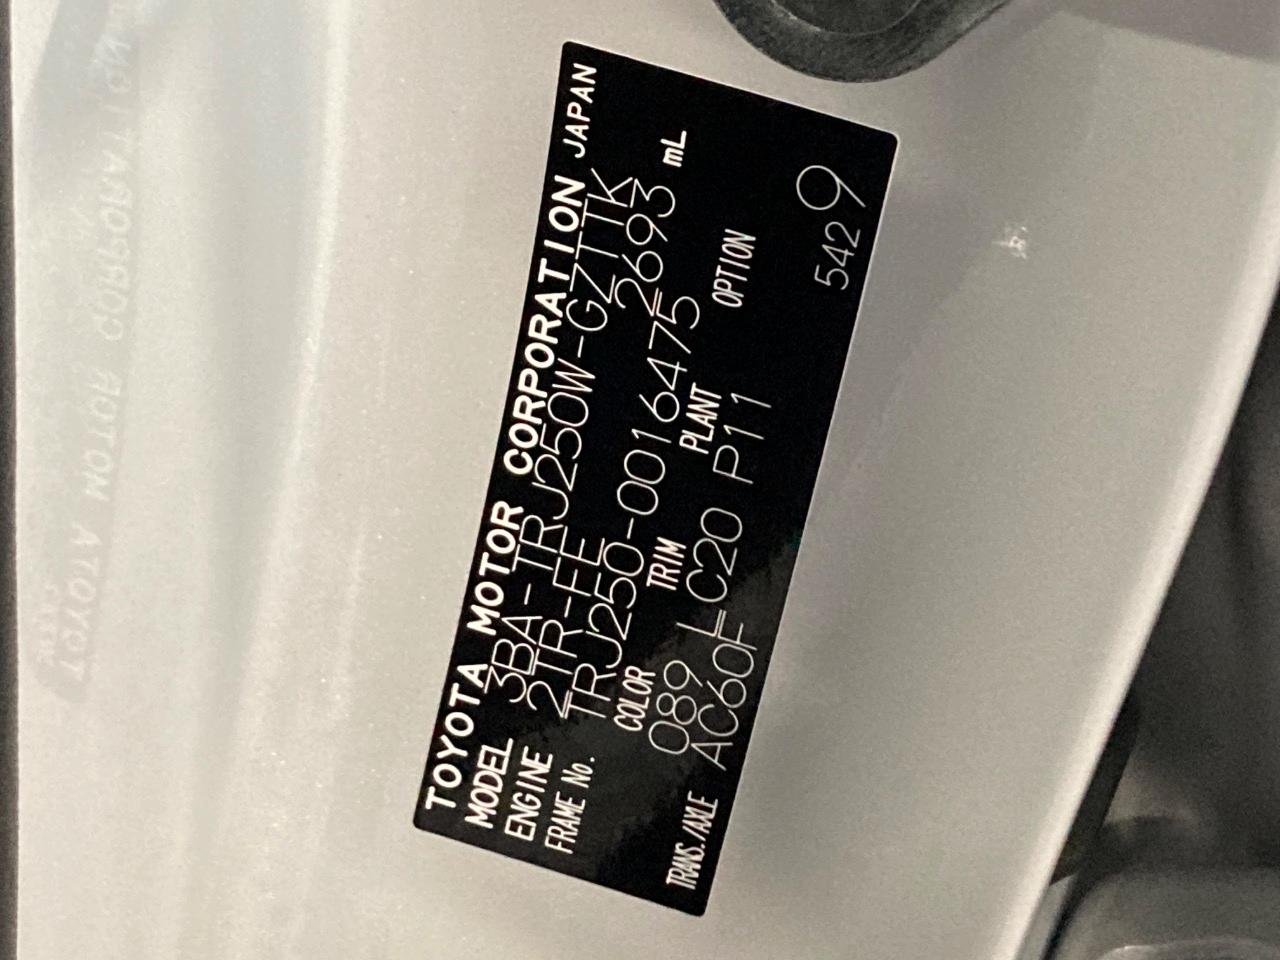 TOYOTA MOTOR CORPORATION JAPAN
MODEL 3BA-TRJ250W-GZTTK
ENGINE 2TR-FE 2693 mL
FRAME No. TRJ250-0016475
COLOR TRIM PLANT OPTION
089 LC20 P11
TRANS./AXLE AC60F
5429